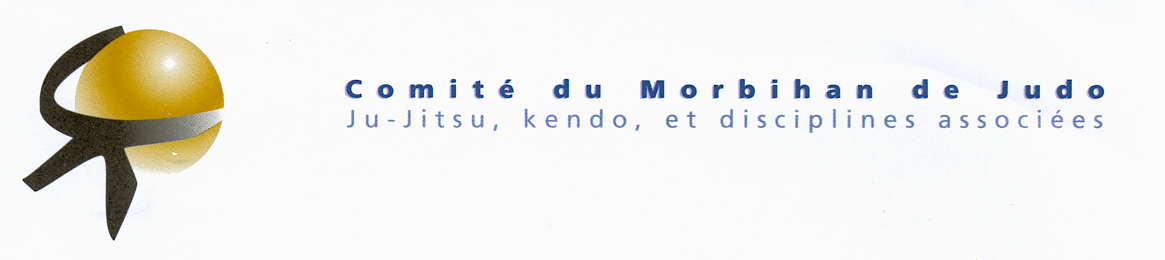 Comité du Morbihan de Judo
Ju-Jitsu, kendo, et disciplines associées